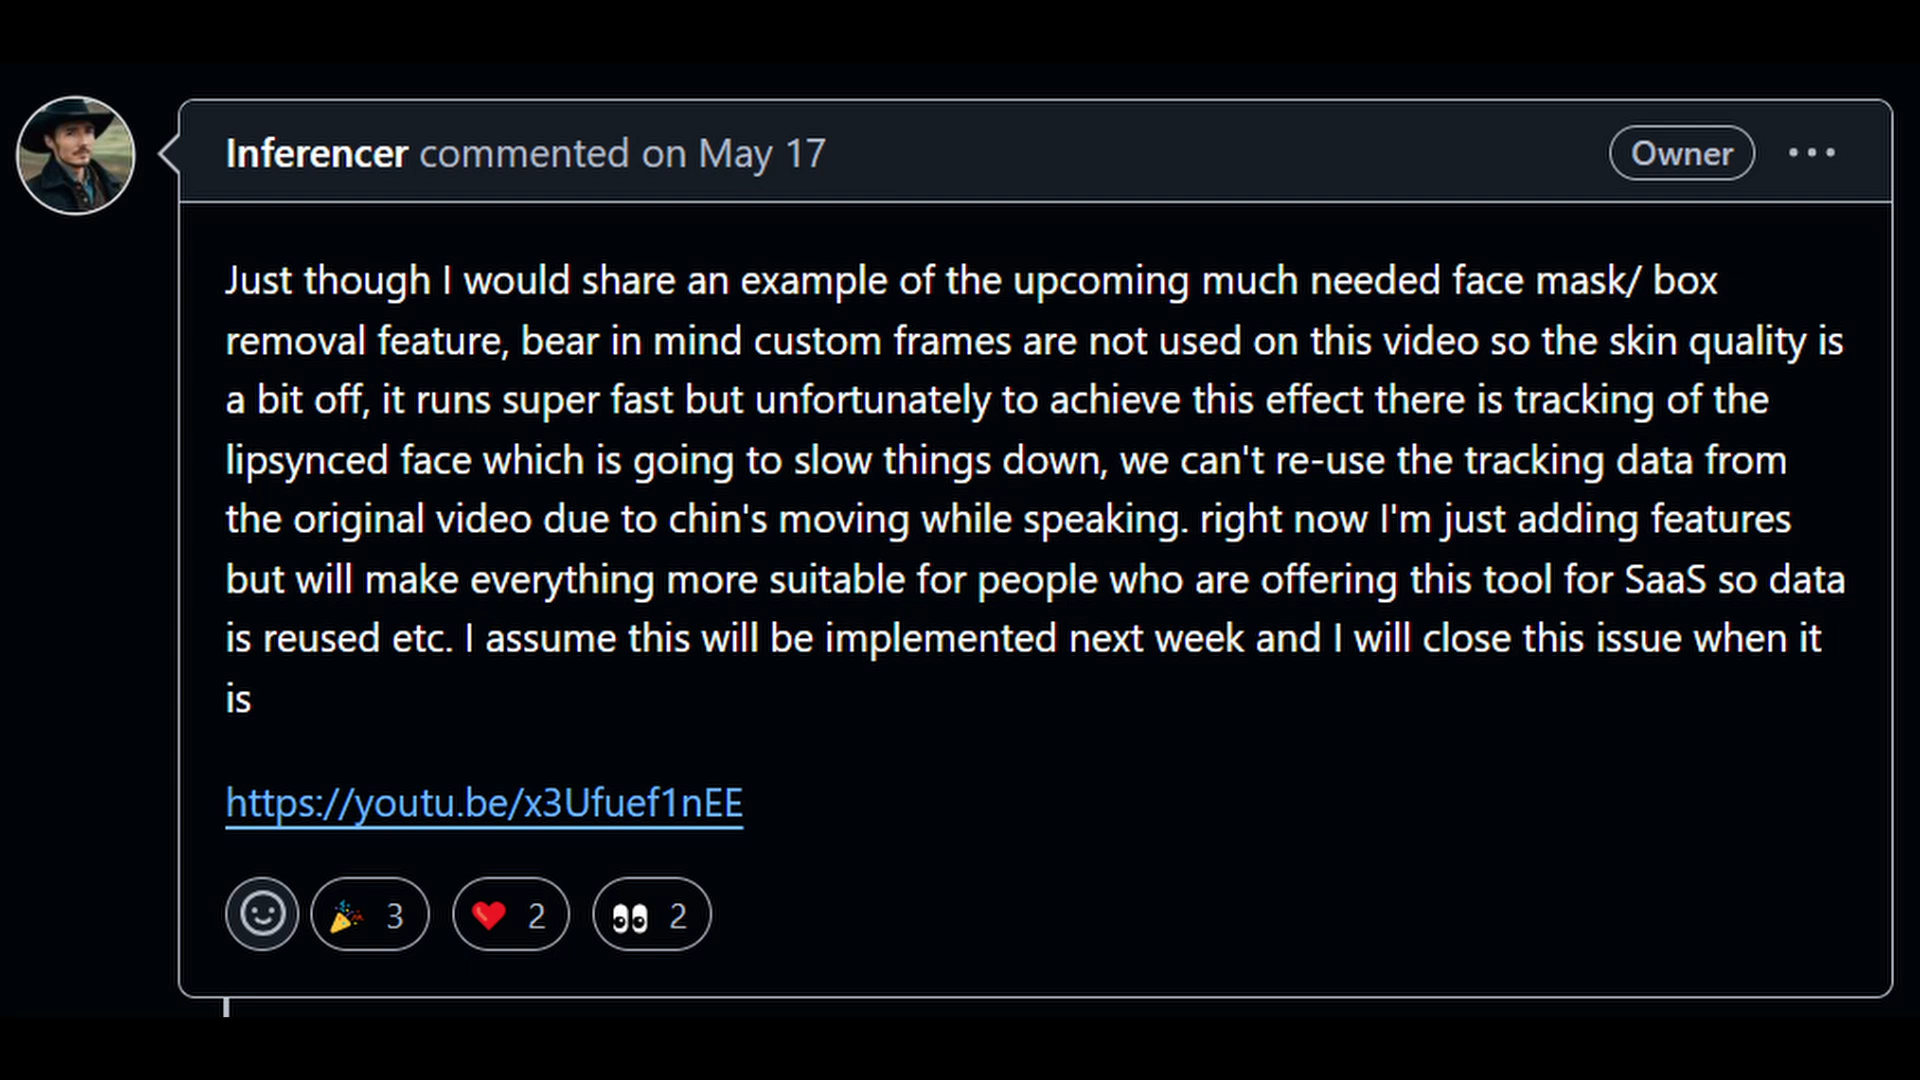 Inferencer commented on May 17
Owner
Just though I would share an example of the upcoming much needed face mask/ box
removal feature, bear in mind custom frames are not used on this video so the skin quality is
a bit off, it runs super fast but unfortunately to achieve this effect there is tracking of the
lipsynced face which is going to slow things down, we can't re-use the tracking data from
the original video due to chin's moving while speaking. right now I'm just adding features
but will make everything more suitable for people who are offering this tool for SaaS so data
is reused etc. I assume this will be implemented next week and I will close this issue when it
is
https://youtu.be/x3Ufuef1nEE
3 2 2